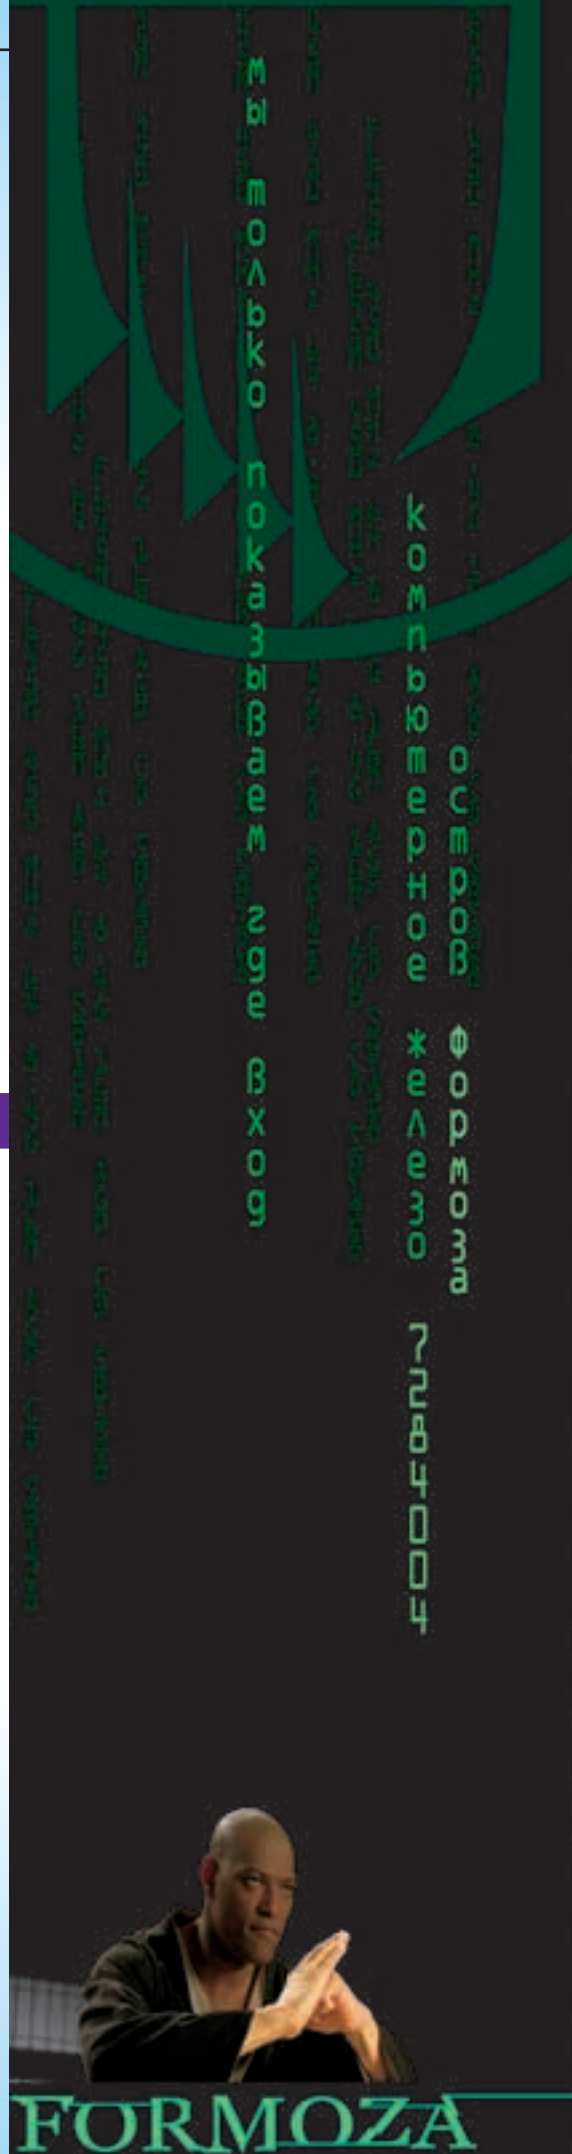 мы только показываем где вход
компьютерное железо 7284004
остров Формоза
FORMOZA